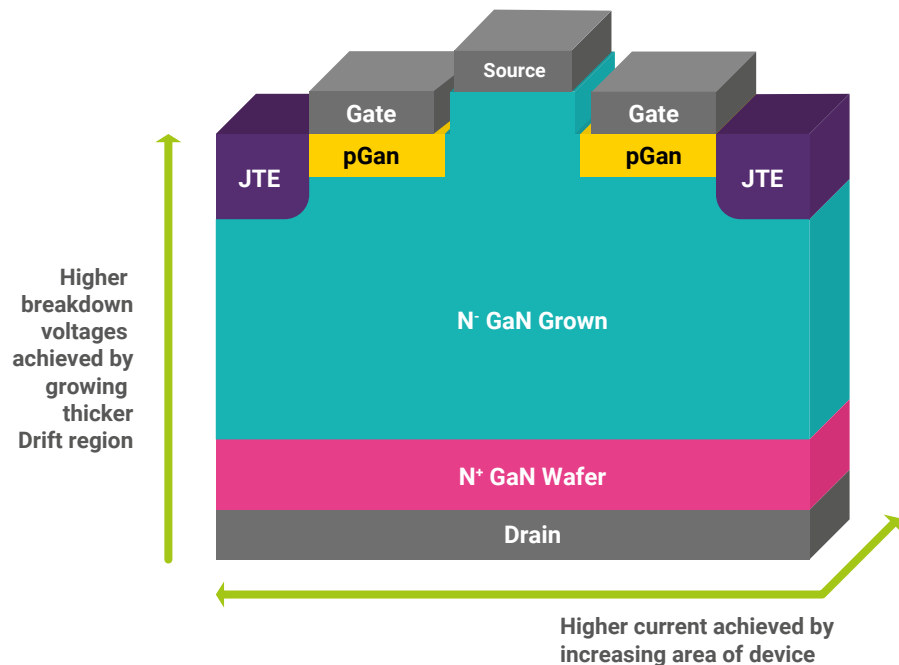 Source
Gate
Gate
pGan
pGan
JTE
JTE
Higher
breakdown
voltages
achieved by
growing
thicker
Drift region
N⁻ GaN Grown
N⁺ GaN Wafer
Drain
Higher current achieved by
increasing area of device